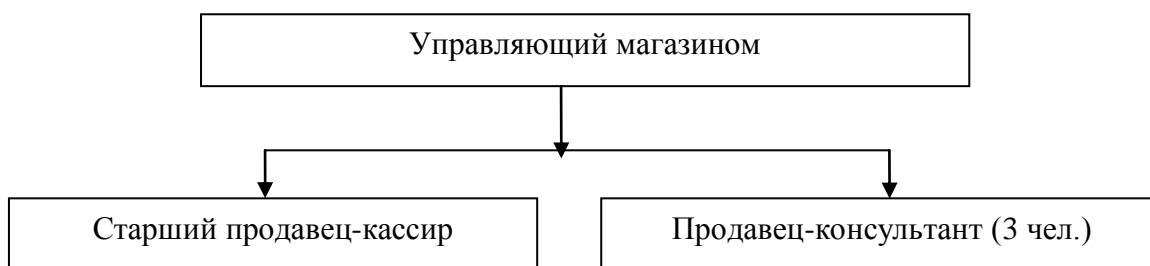 Управляющий магазином
Старший продавец-кассир
Продавец-консультант (3 чел.)